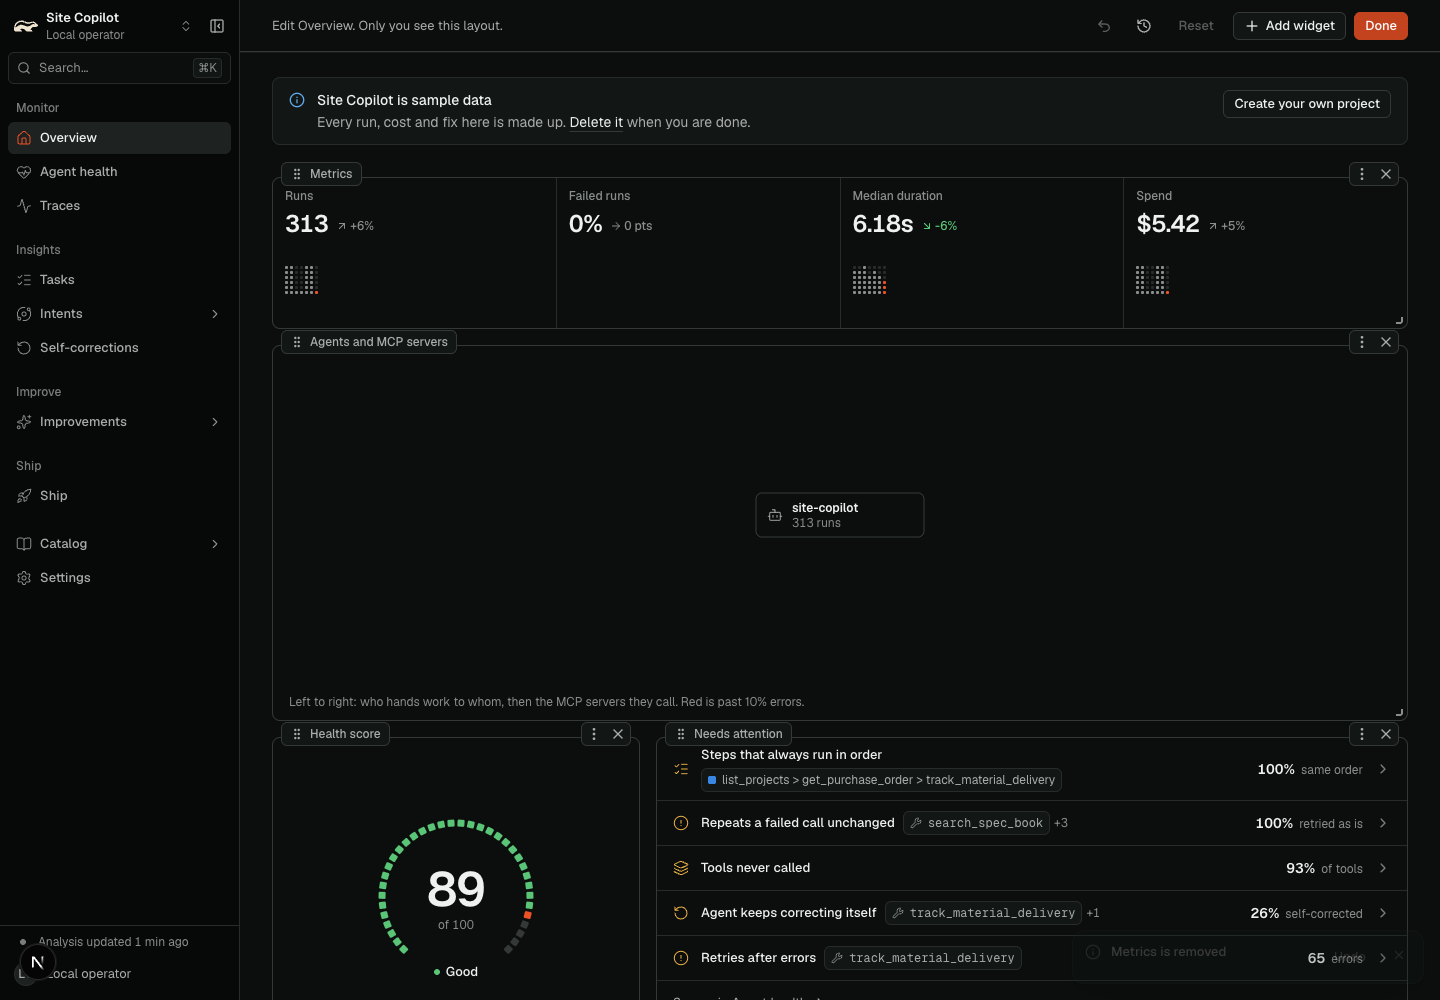 Site Copilot
Local operator
Search...
⌘K
Monitor
Overview
Agent health
Traces
Insights
Tasks
Intents
Self-corrections
Improve
Improvements
Ship
Ship
Catalog
Settings
Analysis updated 1 min ago
N
Local operator
Edit Overview. Only you see this layout.
Reset
Add widget
Done
Site Copilot is sample data
Every run, cost and fix here is made up. Delete it when you are done.
Create your own project
Metrics
Runs
313 +6%
Failed runs
0% 0 pts
Median duration
6.18s -6%
Spend
$5.42 +5%
Agents and MCP servers
site-copilot
313 runs
Left to right: who hands work to whom, then the MCP servers they call. Red is past 10% errors.
Health score
89
of 100
Good
Needs attention
Steps that always run in order
list_projects > get_purchase_order > track_material_delivery
100% same order
Repeats a failed call unchanged search_spec_book +3
100% retried as is
Tools never called
93% of tools
Agent keeps correcting itself track_material_delivery +1
26% self-corrected
Retries after errors track_material_delivery
65 errors
Metrics is removed